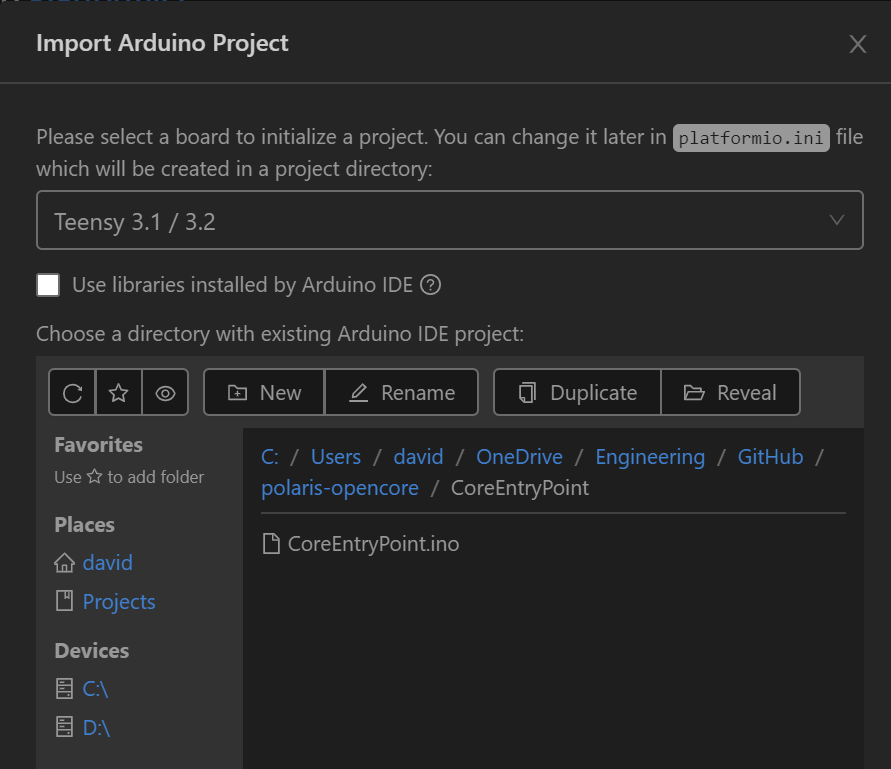 Import Arduino Project
Please select a board to initialize a project. You can change it later in platformio.ini file
which will be created in a project directory:
Teensy 3.1 / 3.2
Use libraries installed by Arduino IDE
Choose a directory with existing Arduino IDE project:
New Rename Duplicate Reveal
Favorites
Use ☆ to add folder
Places
david
Projects
Devices
C:\
D:\
C: / Users / david / OneDrive / Engineering / GitHub /
polaris-opencore / CoreEntryPoint
CoreEntryPoint.ino